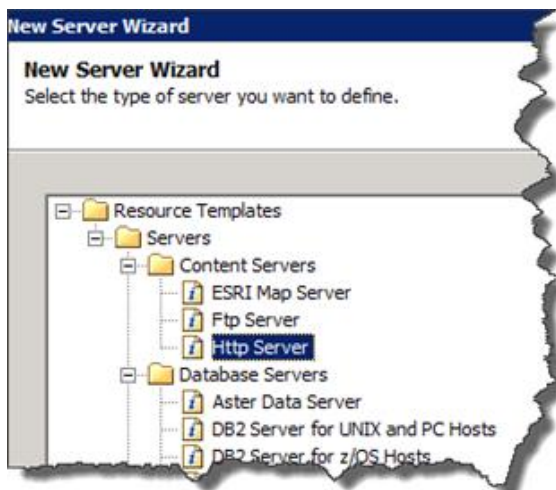 New Server Wizard
New Server Wizard
Select the type of server you want to define.
Resource Templates
Servers
Content Servers
ESRI Map Server
Ftp Server
Http Server
Database Servers
Aster Data Server
DB2 Server for UNIX and PC Hosts
DB2 Server for z/OS Hosts